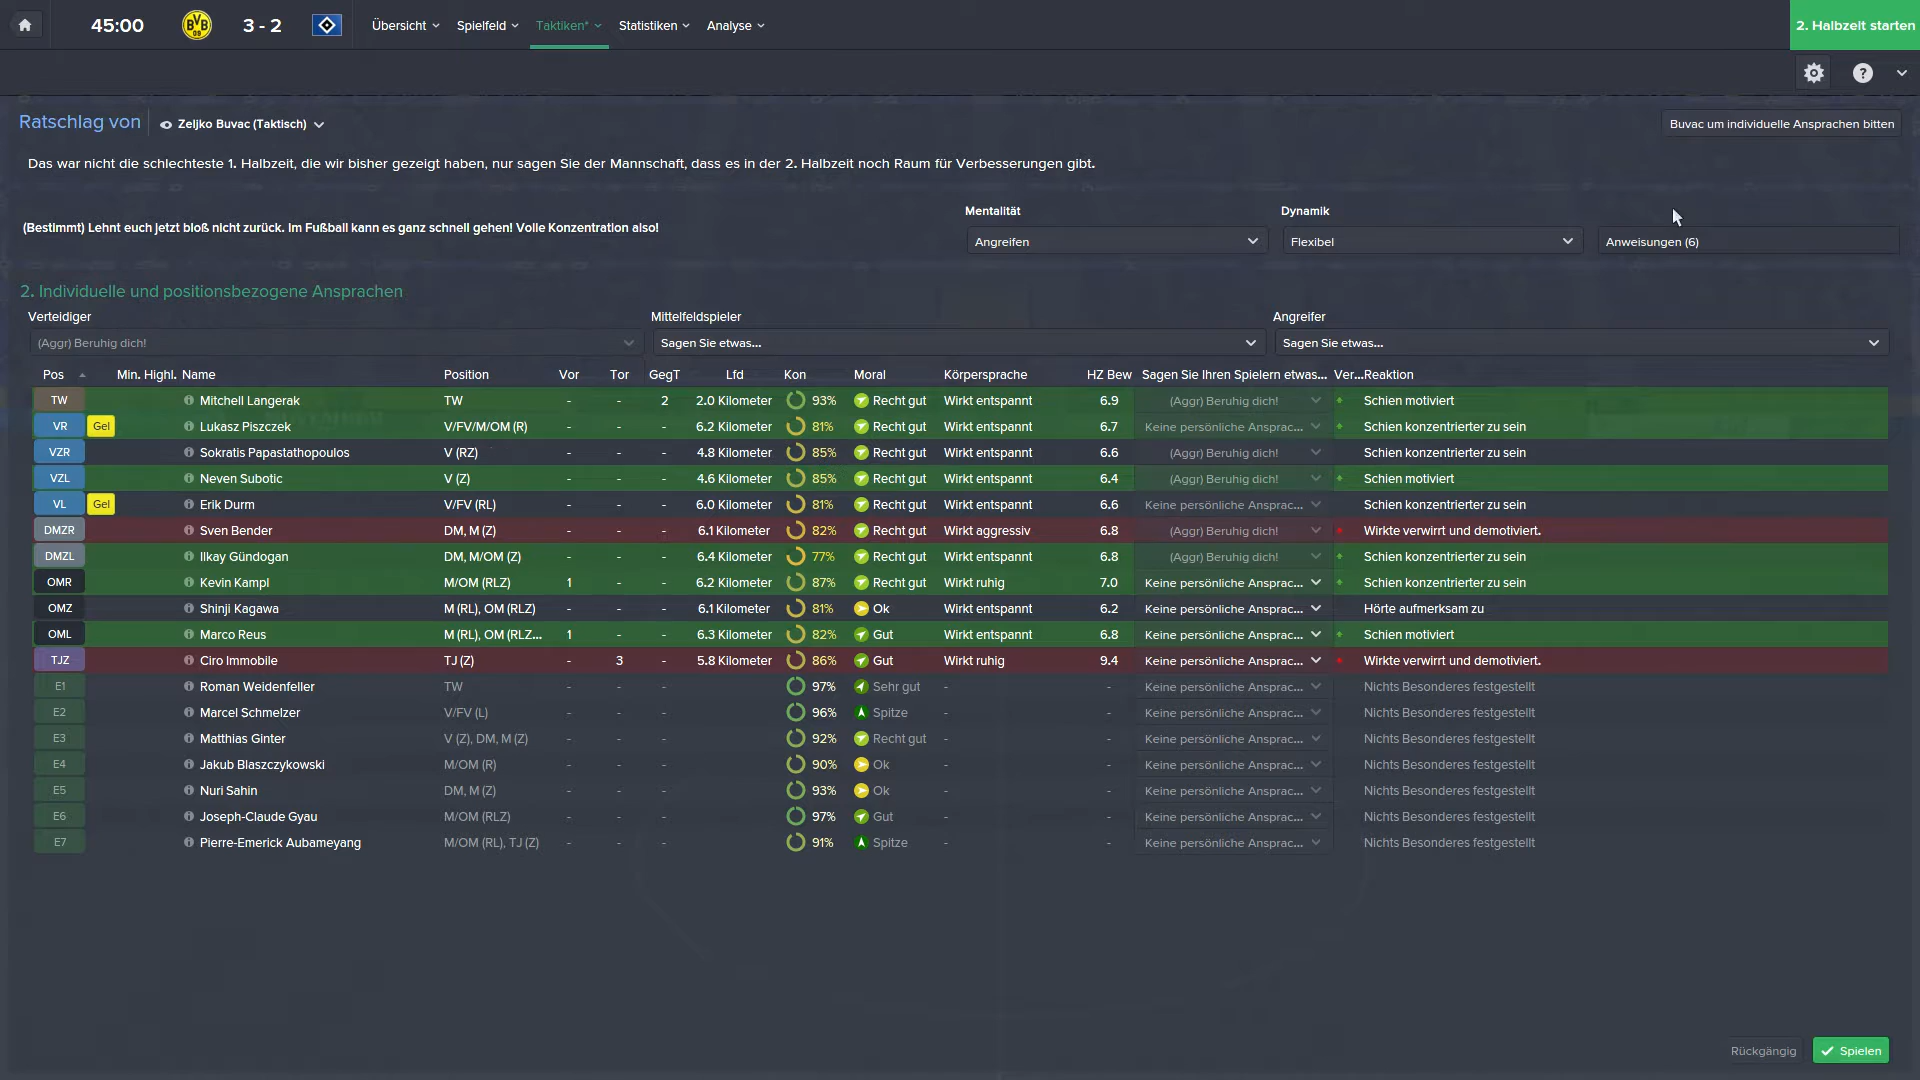 45:00 BVB 09 3 - 2 Übersicht Spielfeld Taktiken* Statistiken Analyse 2. Halbzeit starten
?
Ratschlag von Zeljko Buvac (Taktisch) Buvac um individuelle Ansprachen bitten
Das war nicht die schlechteste 1. Halbzeit, die wir bisher gezeigt haben, nur sagen Sie der Mannschaft, dass es in der 2. Halbzeit noch Raum für Verbesserungen gibt.
Mentalität Dynamik
(Bestimmt) Lehnt euch jetzt bloß nicht zurück. Im Fußball kann es ganz schnell gehen! Volle Konzentration also!
Angreifen Flexibel Anweisungen (6)
2. Individuelle und positionsbezogene Ansprachen
Verteidiger Mittelfeldspieler Angreifer
(Aggr) Beruhig dich! Sagen Sie etwas... Sagen Sie etwas...
Pos Min. Highl. Name Position Vor Tor GegT Lfd Kon Moral Körpersprache HZ Bew Sagen Sie Ihren Spielern etwas... Ver... Reaktion
TW Mitchell Langerak TW - - 2 2.0 Kilometer 93% Recht gut Wirkt entspannt 6.9 (Aggr) Beruhig dich! Schien motiviert
VR Gel Lukasz Piszczek V/FV/M/OM (R) - - - 6.2 Kilometer 81% Recht gut Wirkt entspannt 6.7 Keine persönliche Ansprac... Schien konzentrierter zu sein
VZR Sokratis Papastathopoulos V (RZ) - - - 4.8 Kilometer 85% Recht gut Wirkt entspannt 6.6 (Aggr) Beruhig dich! Schien konzentrierter zu sein
VZL Neven Subotic V (Z) - - - 4.6 Kilometer 85% Recht gut Wirkt entspannt 6.4 (Aggr) Beruhig dich! Schien motiviert
VL Gel Erik Durm V/FV (RL) - - - 6.0 Kilometer 81% Recht gut Wirkt entspannt 6.6 Keine persönliche Ansprac... Schien konzentrierter zu sein
DMZR Sven Bender DM, M (Z) - - - 6.1 Kilometer 82% Recht gut Wirkt aggressiv 6.8 (Aggr) Beruhig dich! Wirkte verwirrt und demotiviert.
DMZL Ilkay Gündogan DM, M/OM (Z) - - - 6.4 Kilometer 77% Recht gut Wirkt entspannt 6.8 (Aggr) Beruhig dich! Schien konzentrierter zu sein
OMR Kevin Kampl M/OM (RLZ) 1 - - 6.2 Kilometer 87% Recht gut Wirkt ruhig 7.0 Keine persönliche Ansprac... Schien konzentrierter zu sein
OMZ Shinji Kagawa M (RL), OM (RLZ) - - - 6.1 Kilometer 81% Ok Wirkt entspannt 6.2 Keine persönliche Ansprac... Hörte aufmerksam zu
OML Marco Reus M (RL), OM (RLZ... 1 - - 6.3 Kilometer 82% Gut Wirkt entspannt 6.8 Keine persönliche Ansprac... Schien motiviert
TJZ Ciro Immobile TJ (Z) - 3 - 5.8 Kilometer 86% Gut Wirkt ruhig 9.4 Keine persönliche Ansprac... Wirkte verwirrt und demotiviert.
E1 Roman Weidenfeller TW - - - 97% Sehr gut - - Keine persönliche Ansprac... Nichts Besonderes festgestellt
E2 Marcel Schmelzer V/FV (L) - - - 96% Spitze - - Keine persönliche Ansprac... Nichts Besonderes festgestellt
E3 Matthias Ginter V (Z), DM, M (Z) - - - 92% Recht gut - - Keine persönliche Ansprac... Nichts Besonderes festgestellt
E4 Jakub Blaszczykowski M/OM (R) - - - 90% Ok - - Keine persönliche Ansprac... Nichts Besonderes festgestellt
E5 Nuri Sahin DM, M (Z) - - - 93% Ok - - Keine persönliche Ansprac... Nichts Besonderes festgestellt
E6 Joseph-Claude Gyau M/OM (RLZ) - - - 97% Gut - - Keine persönliche Ansprac... Nichts Besonderes festgestellt
E7 Pierre-Emerick Aubameyang M/OM (RL), TJ (Z) - - - 91% Spitze - - Keine persönliche Ansprac... Nichts Besonderes festgestellt
Rückgängig Spielen